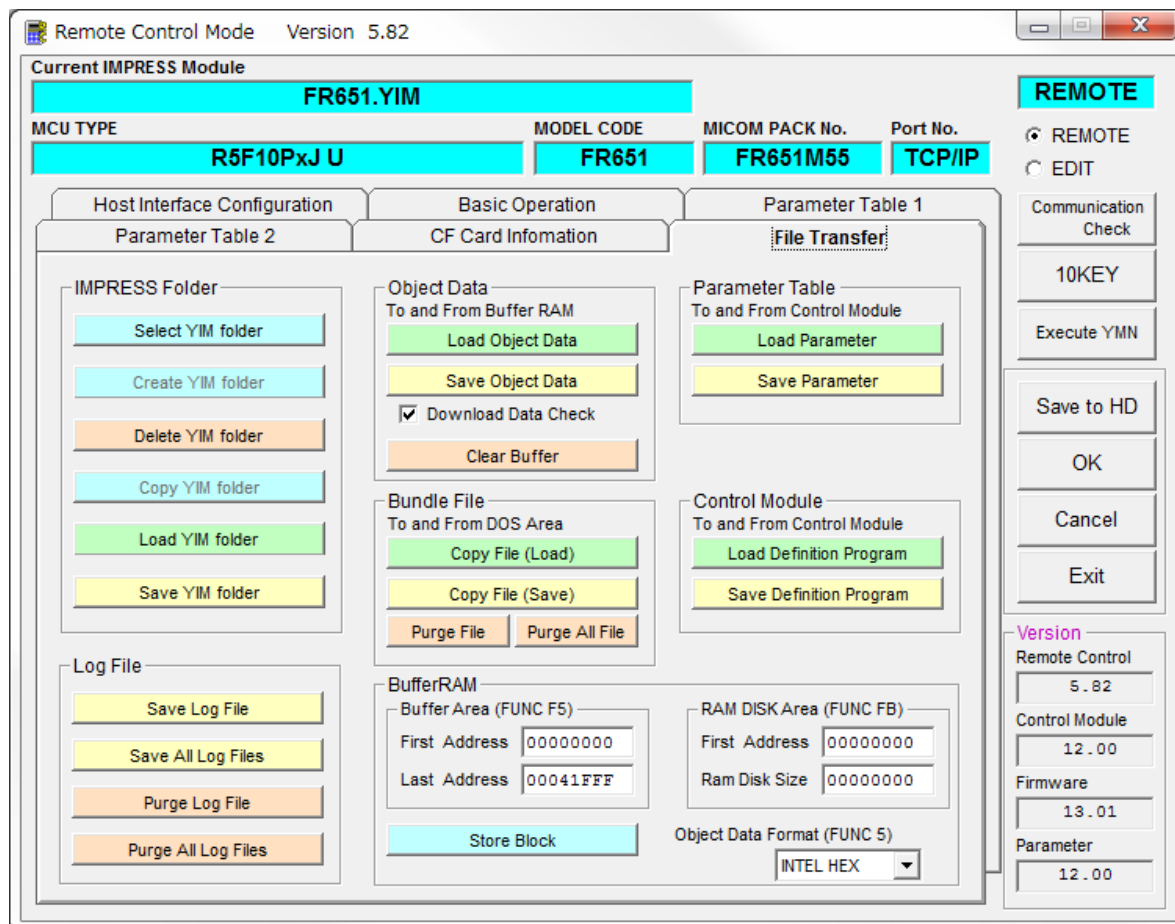 Remote Control Mode Version 5.82
Current IMPRESS Module
FR651.YIM
MCU TYPE
MODEL CODE
MICOM PACK No.
Port No.
R5F10PxJ U
FR651
FR651M55
TCP/IP
REMOTE
REMOTE
EDIT
Communication
Check
10KEY
Execute YMN
Save to HD
OK
Cancel
Exit
Host Interface Configuration
Basic Operation
Parameter Table 1
Parameter Table 2
CF Card Infomation
File Transfer
IMPRESS Folder
Select YIM folder
Create YIM folder
Delete YIM folder
Copy YIM folder
Load YIM folder
Save YIM folder
Log File
Save Log File
Save All Log Files
Purge Log File
Purge All Log Files
Object Data
To and From Buffer RAM
Load Object Data
Save Object Data
Download Data Check
Clear Buffer
Bundle File
To and From DOS Area
Copy File (Load)
Copy File (Save)
Purge File
Purge All File
Parameter Table
To and From Control Module
Load Parameter
Save Parameter
Control Module
To and From Control Module
Load Definition Program
Save Definition Program
BufferRAM
Buffer Area (FUNC F5)
First Address 00000000
Last Address 00041FFF
Store Block
RAM DISK Area (FUNC FB)
First Address 00000000
Ram Disk Size 00000000
Object Data Format (FUNC 5)
INTEL HEX
Version
Remote Control
5.82
Control Module
12.00
Firmware
13.01
Parameter
12.00